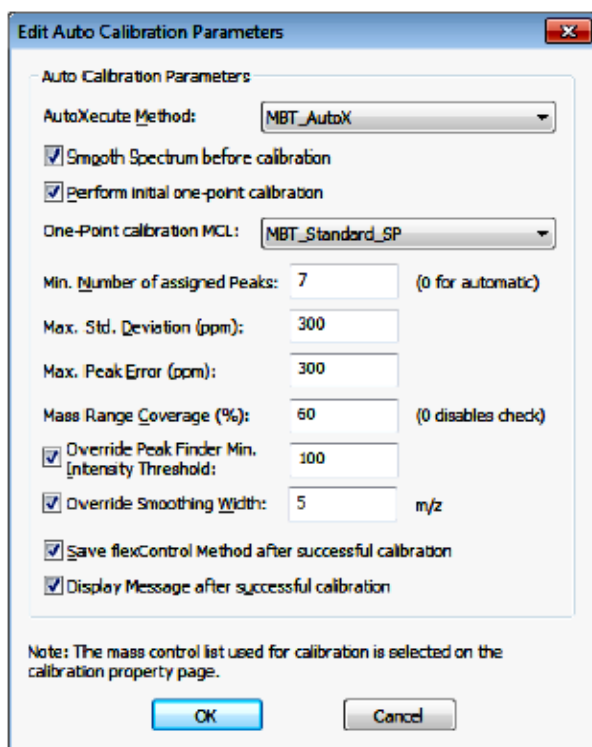 Edit Auto Calibration Parameters
Auto Calibration Parameters
AutoXecute Method: MBT_AutoX
Smooth Spectrum before calibration
Perform initial one-point calibration
One-Point calibration MCL: MBT_Standard_SP
Min. Number of assigned Peaks: 7 (0 for automatic)
Max. Std. Deviation (ppm): 300
Max. Peak Error (ppm): 300
Mass Range Coverage (%): 60 (0 disables check)
Override Peak Finder Min.
Intensity Threshold: 100
Override Smoothing Width: 5 m/z
Save flexControl Method after successful calibration
Display Message after successful calibration
Note: The mass control list used for calibration is selected on the
calibration property page.
OK Cancel